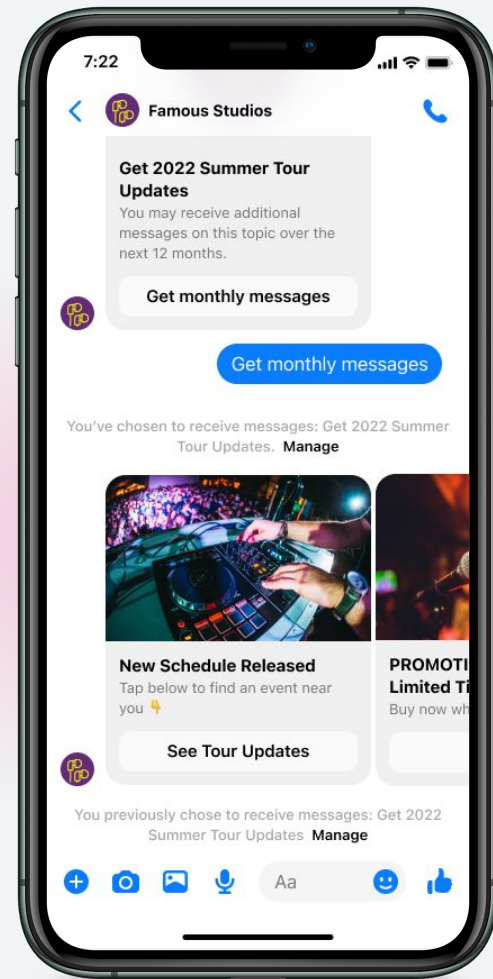 7:22
Famous Studios
Get 2022 Summer Tour
Updates
You may receive additional
messages on this topic over the
next 12 months.
Get monthly messages
Get monthly messages
You've chosen to receive messages: Get 2022 Summer
Tour Updates. Manage
New Schedule Released
Tap below to find an event near
you 👇
See Tour Updates
PROMOTI
Limited Ti
Buy now wh
You previously chose to receive messages: Get 2022
Summer Tour Updates Manage
Aa